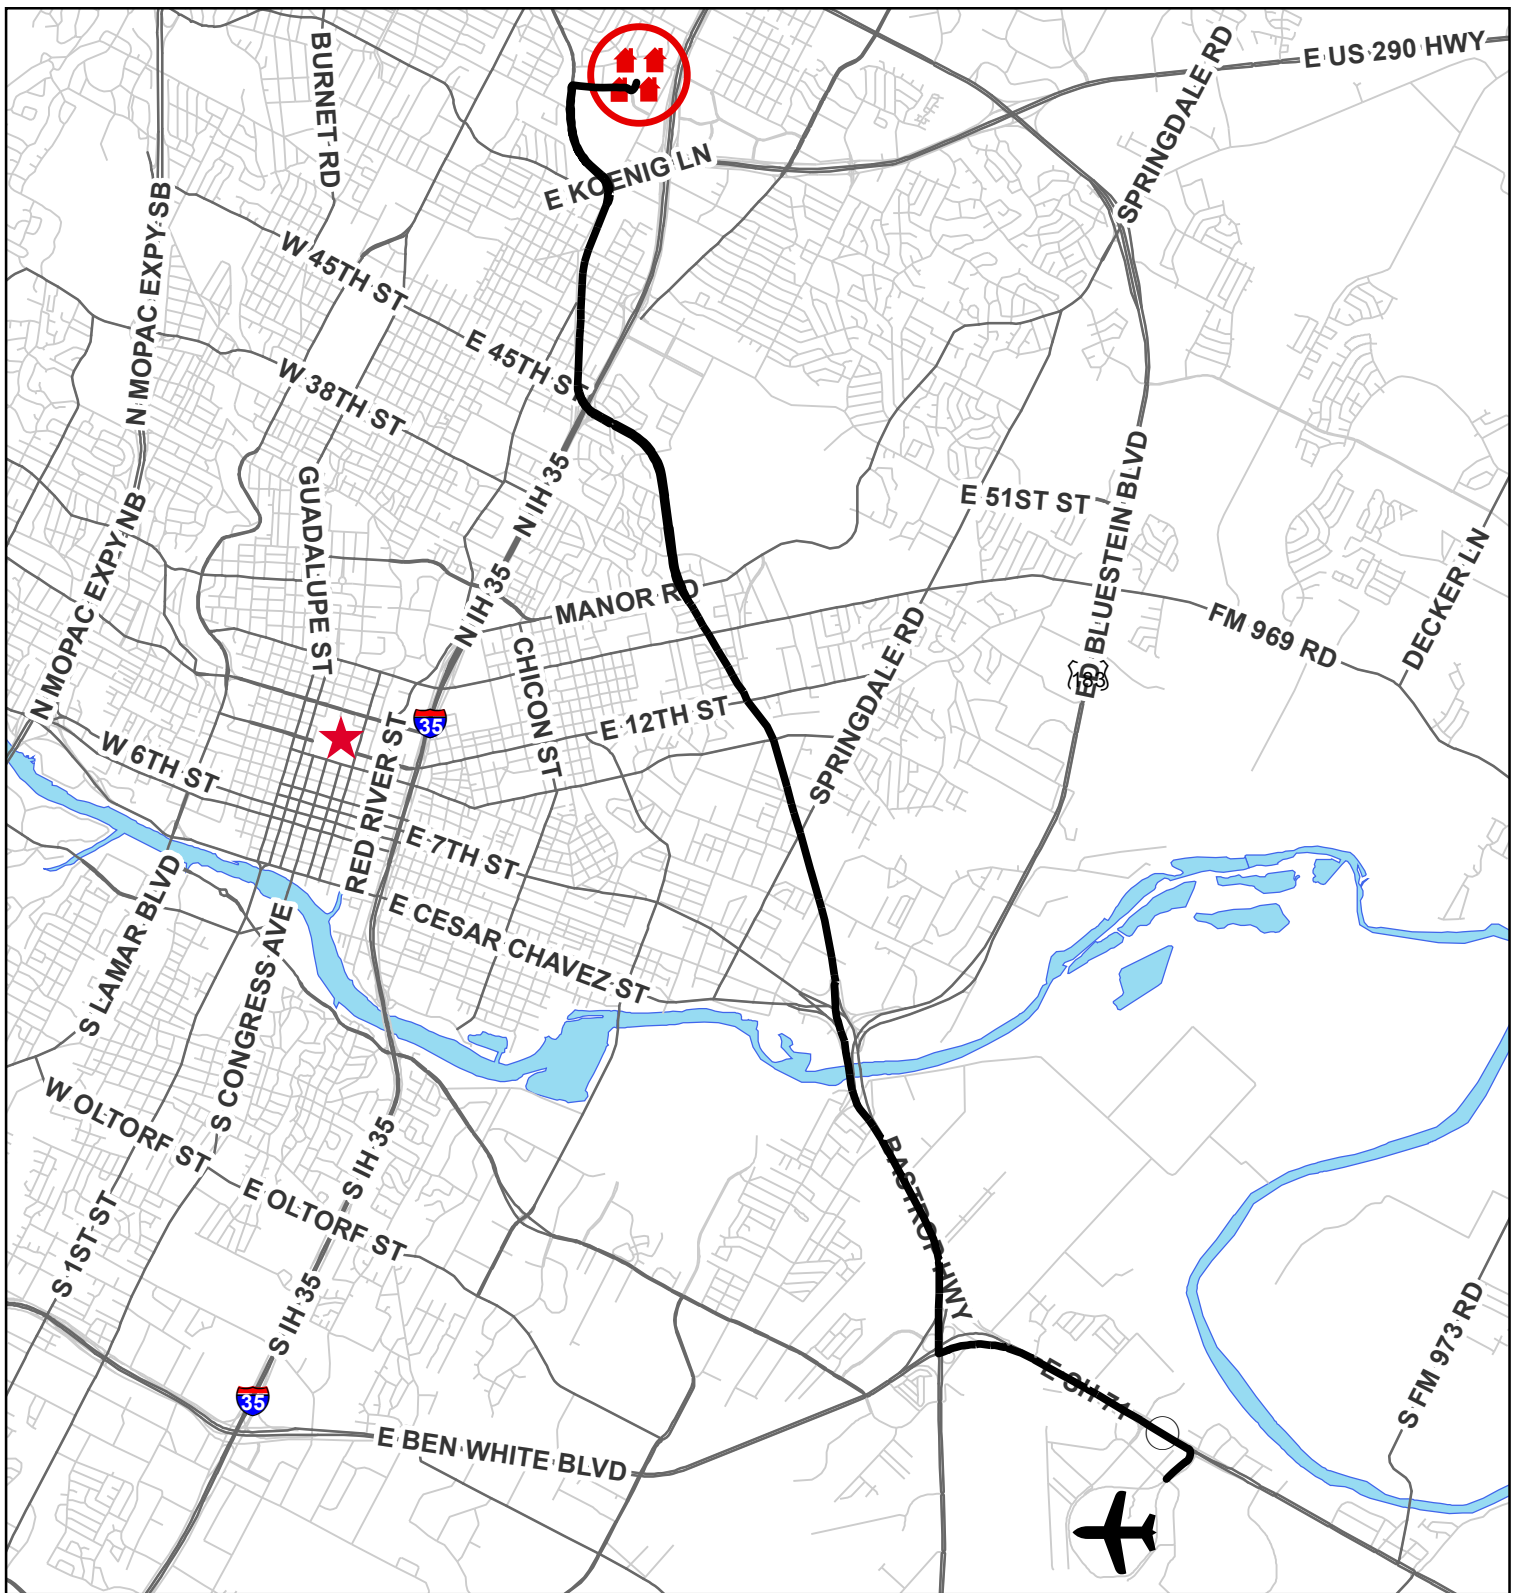 BURNET RD
E US 290 HWY
SPRINGDALE RD
E KOENIG LN
N MOPAC EXPY SB
W 45TH ST
E 45TH ST
W 38TH ST
N IH 35
GUADALUPE ST
E 51ST ST
ED BLUESTEIN BLVD
DECKER LN
N MOPAC EXPY NB
N IH 35
MANOR RD
FM 969 RD
CHICON ST
SPRINGDALE RD
183
35
E 12TH ST
W 6TH ST
RED RIVER ST
E 7TH ST
S LAMAR BLVD
E CESAR CHAVEZ ST
S CONGRESS AVE
W OLTORF ST
S IH 35
BASTROP HWY
E OLTORF ST
S 1ST ST
S IH 35
E SH 71
S FM 973 RD
35
E BEN WHITE BLVD